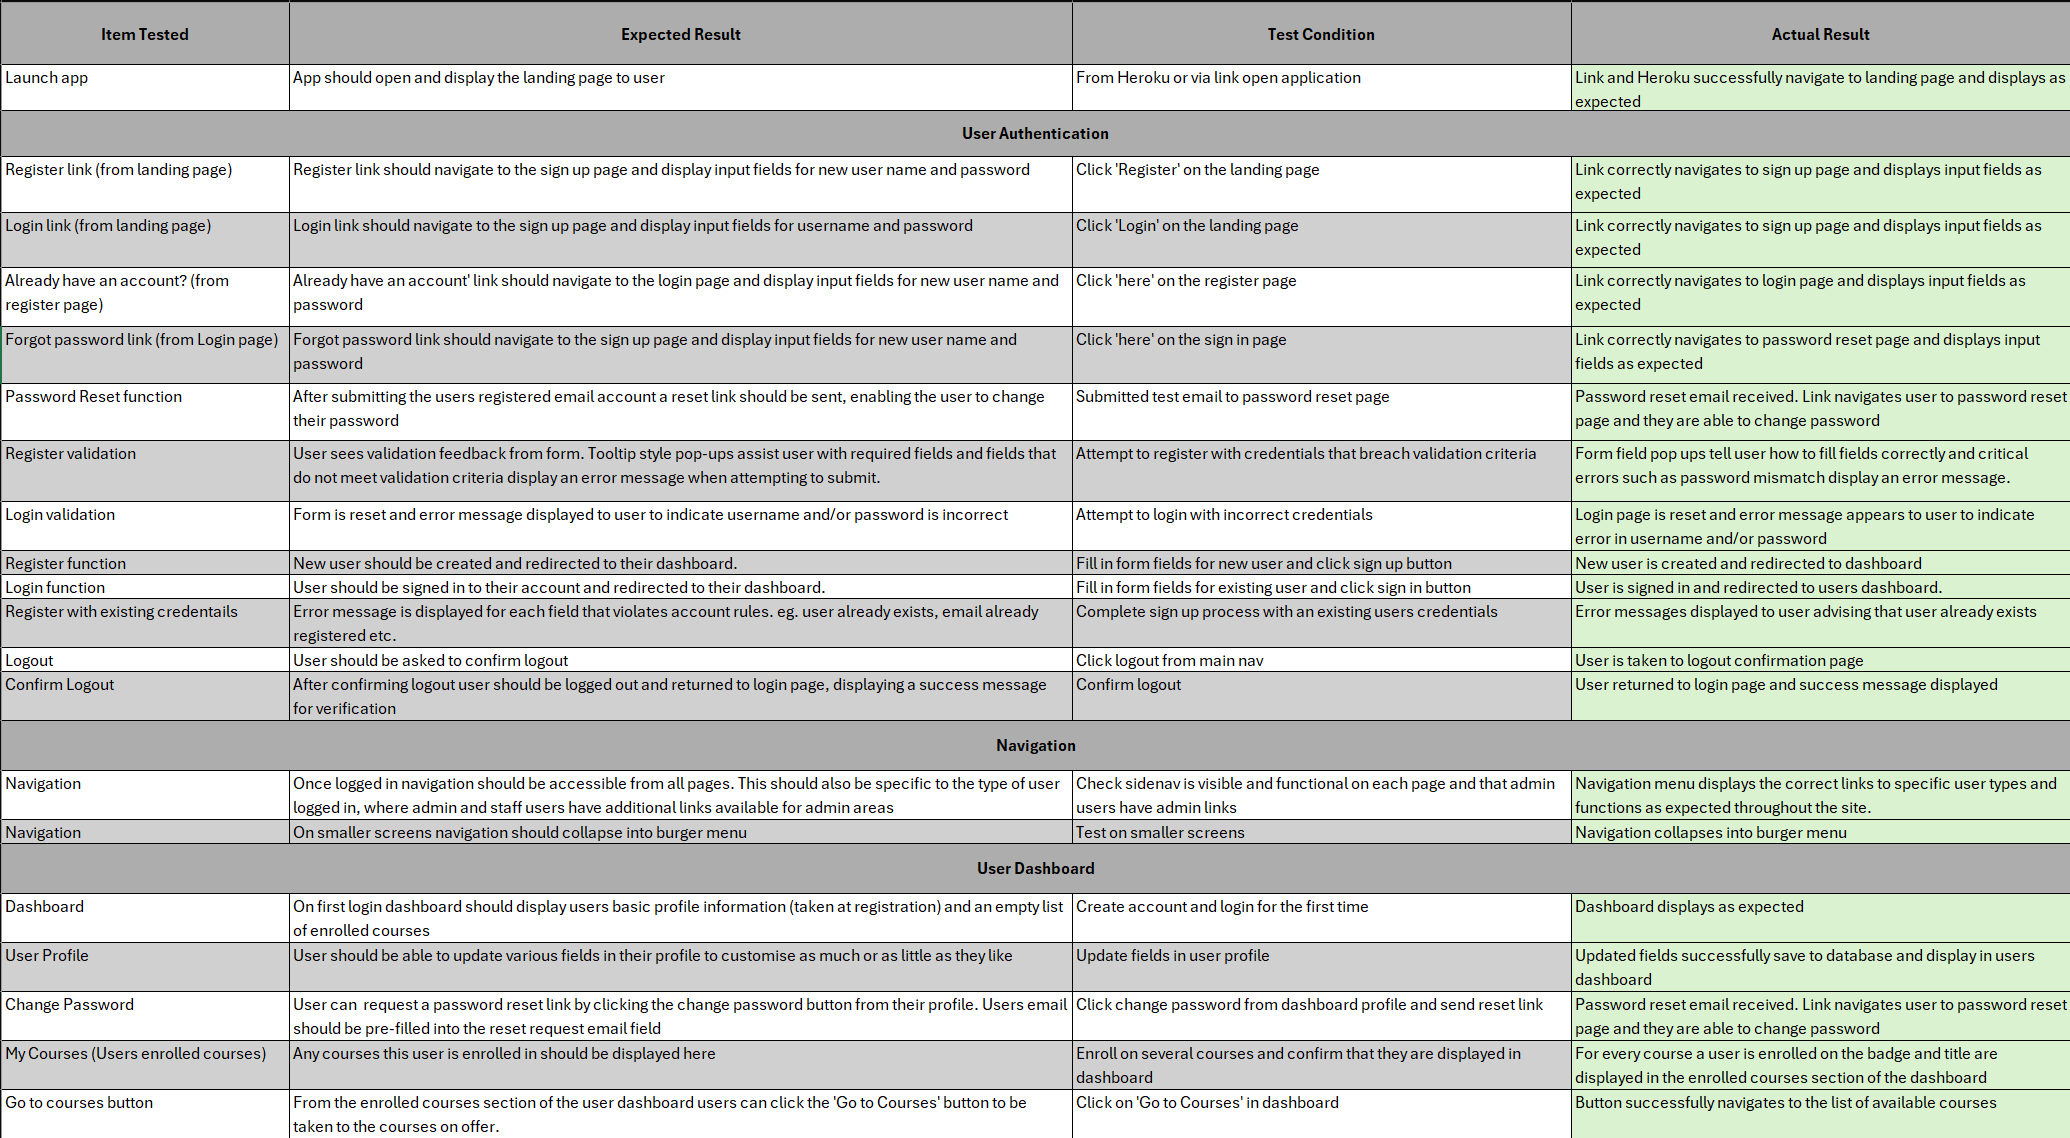 Item Tested
Expected Result
Test Condition
Actual Result
Launch app
App should open and display the landing page to user
From Heroku or via link open application
Link and Heroku successfully navigate to landing page and displays as
expected
User Authentication
Register link (from landing page)
Register link should navigate to the sign up page and display input fields for new user name and password
Click 'Register' on the landing page
Link correctly navigates to sign up page and displays input fields as
expected
Login link (from landing page)
Login link should navigate to the sign up page and display input fields for username and password
Click 'Login' on the landing page
Link correctly navigates to sign up page and displays input fields as
expected
Already have an account? (from
register page)
Already have an account' link should navigate to the login page and display input fields for new user name and
password
Click 'here' on the register page
Link correctly navigates to login page and displays input fields as
expected
Forgot password link (from Login page)
Forgot password link should navigate to the sign up page and display input fields for new user name and
password
Click 'here' on the sign in page
Link correctly navigates to password reset page and displays input
fields as expected
Password Reset function
After submitting the users registered email account a reset link should be sent, enabling the user to change
their password
Submitted test email to password reset page
Password reset email received. Link navigates user to password reset
page and they are able to change password
Register validation
User sees validation feedback from form. Tooltip style pop-ups assist user with required fields and fields that
do not meet validation criteria display an error message when attempting to submit.
Attempt to register with credentials that breach validation criteria
Form field pop ups tell user how to fill fields correctly and critical
errors such as password mismatch display an error message.
Login validation
Form is reset and error message displayed to user to indicate username and/or password is incorrect
Attempt to login with incorrect credentials
Login page is reset and error message appears to user to indicate
error in username and/or password
Register function
New user should be created and redirected to their dashboard.
Fill in form fields for new user and click sign up button
New user is created and redirected to dashboard
Login function
User should be signed in to their account and redirected to their dashboard.
Fill in form fields for existing user and click sign in button
User is signed in and redirected to users dashboard.
Register with existing credentails
Error message is displayed for each field that violates account rules. eg. user already exists, email already
registered etc.
Complete sign up process with an existing users credentials
Error messages displayed to user advising that user already exists
Logout
User should be asked to confirm logout
Click logout from main nav
User is taken to logout confirmation page
Confirm Logout
After confirming logout user should be logged out and returned to login page, displaying a success message
for verification
Confirm logout
User returned to login page and success message displayed
Navigation
Navigation
Once logged in navigation should be accessible from all pages. This should also be specific to the type of user
logged in, where admin and staff users have additional links available for admin areas
Check sidenav is visible and functional on each page and that admin
users have admin links
Navigation menu displays the correct links to specific user types and
functions as expected throughout the site.
Navigation
On smaller screens navigation should collapse into burger menu
Test on smaller screens
Navigation collapses into burger menu
User Dashboard
Dashboard
On first login dashboard should display users basic profile information (taken at registration) and an empty list
of enrolled courses
Create account and login for the first time
Dashboard displays as expected
User Profile
User should be able to update various fields in their profile to customise as much or as little as they like
Update fields in user profile
Updated fields successfully save to database and display in users
dashboard
Change Password
User can  request a password reset link by clicking the change password button from their profile. Users email
should be pre-filled into the reset request email field
Click change password from dashboard profile and send reset link
Password reset email received. Link navigates user to password reset
page and they are able to change password
My Courses (Users enrolled courses)
Any courses this user is enrolled in should be displayed here
Enroll on several courses and confirm that they are displayed in
dashboard
For every course a user is enrolled on the badge and title are
displayed in the enrolled courses section of the dashboard
Go to courses button
From the enrolled courses section of the user dashboard users can click the 'Go to Courses' button to be
taken to the courses on offer.
Click on 'Go to Courses' in dashboard
Button successfully navigates to the list of available courses